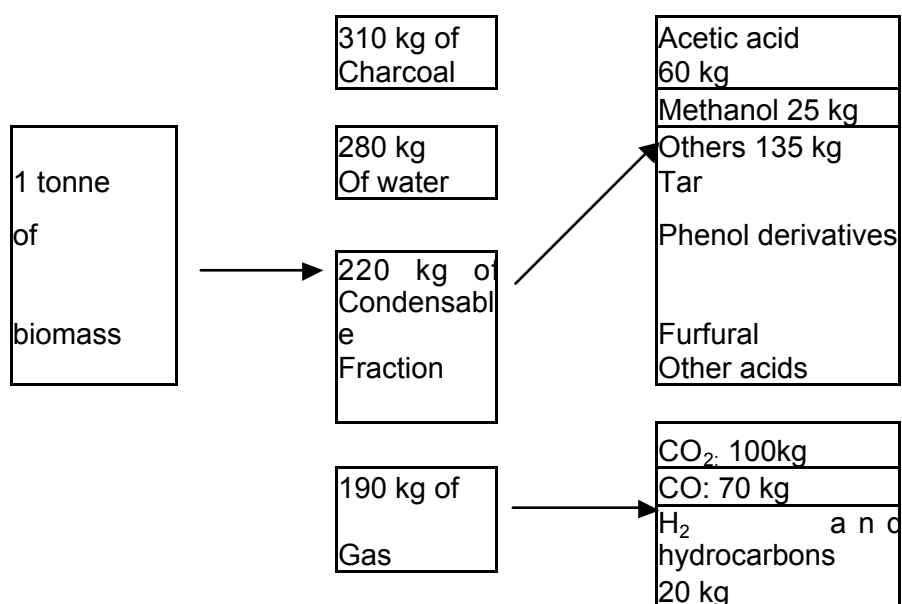 1 tonne
of
biomass
310 kg of
Charcoal
280 kg
Of water
220 kg of
Condensabl
e
Fraction
190 kg of
Gas
Acetic acid
60 kg
Methanol 25 kg
Others 135 kg
Tar
Phenol derivatives
Furfural
Other acids
CO₂: 100kg
CO: 70 kg
H₂ and
hydrocarbons
20 kg